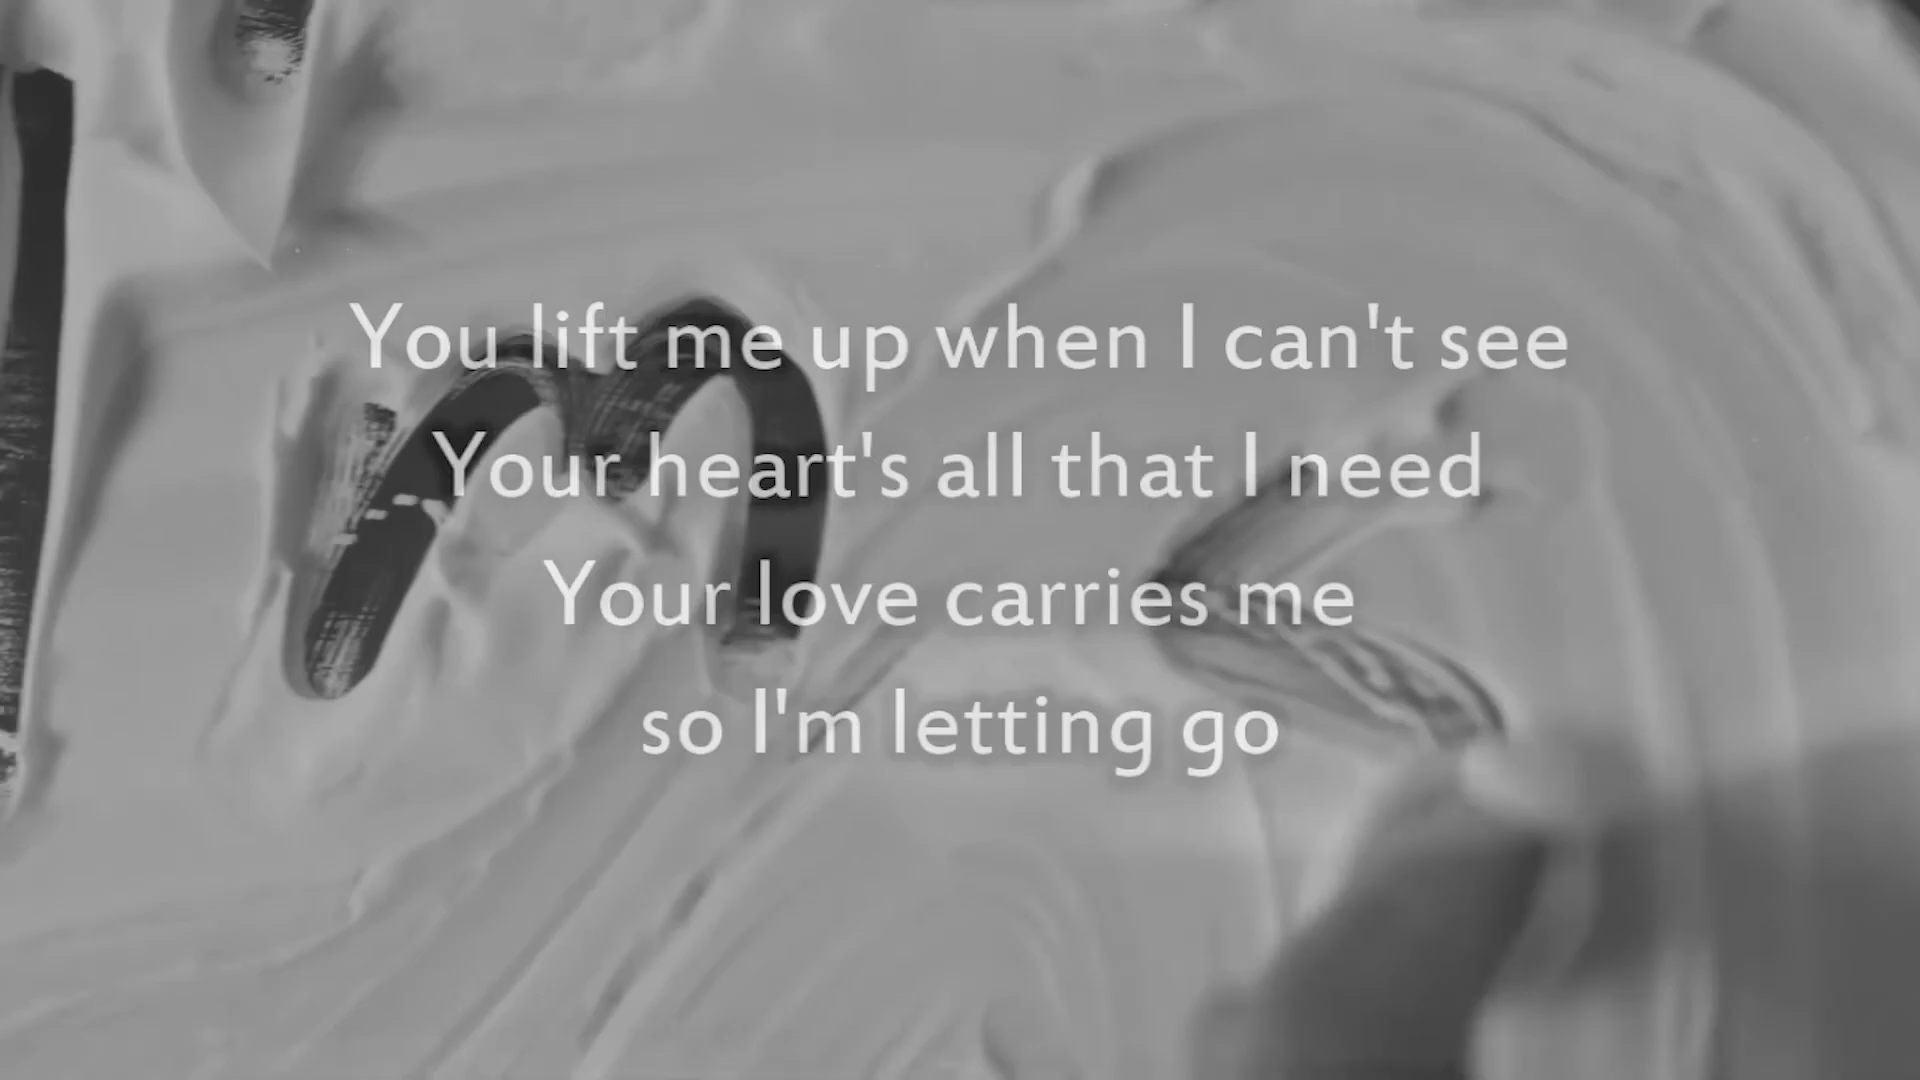 You lift me up when I can't see
Your heart's all that I need
Your love carries me
so I'm letting go